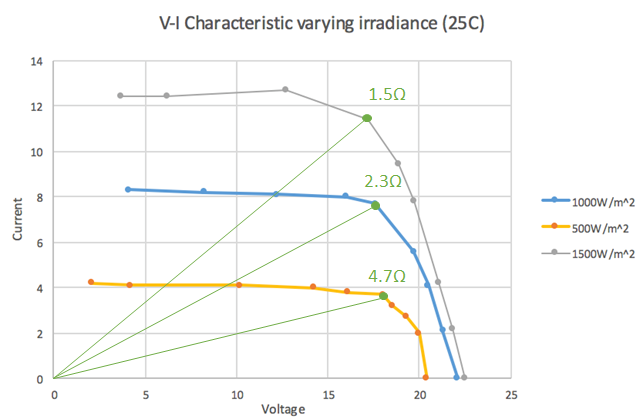 V-I Characteristic varying irradiance (25C)
14
12
10
8
6
4
2
0
Current
0 5 10 15 20 25
Voltage
1.5Ω
2.3Ω
4.7Ω
1000W/m^2
500W/m^2
1500W/m^2